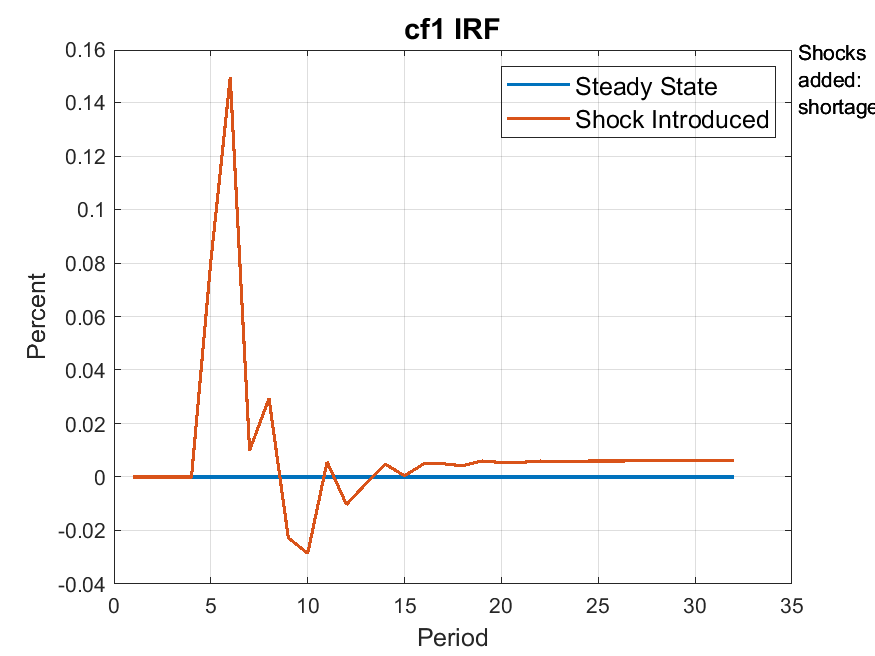 cf1 IRF
Shocks
added:
shortage
Steady State
Shock Introduced
Percent
0.16
0.14
0.12
0.1
0.08
0.06
0.04
0.02
0
-0.02
-0.04
0 5 10 15 20 25 30 35
Period